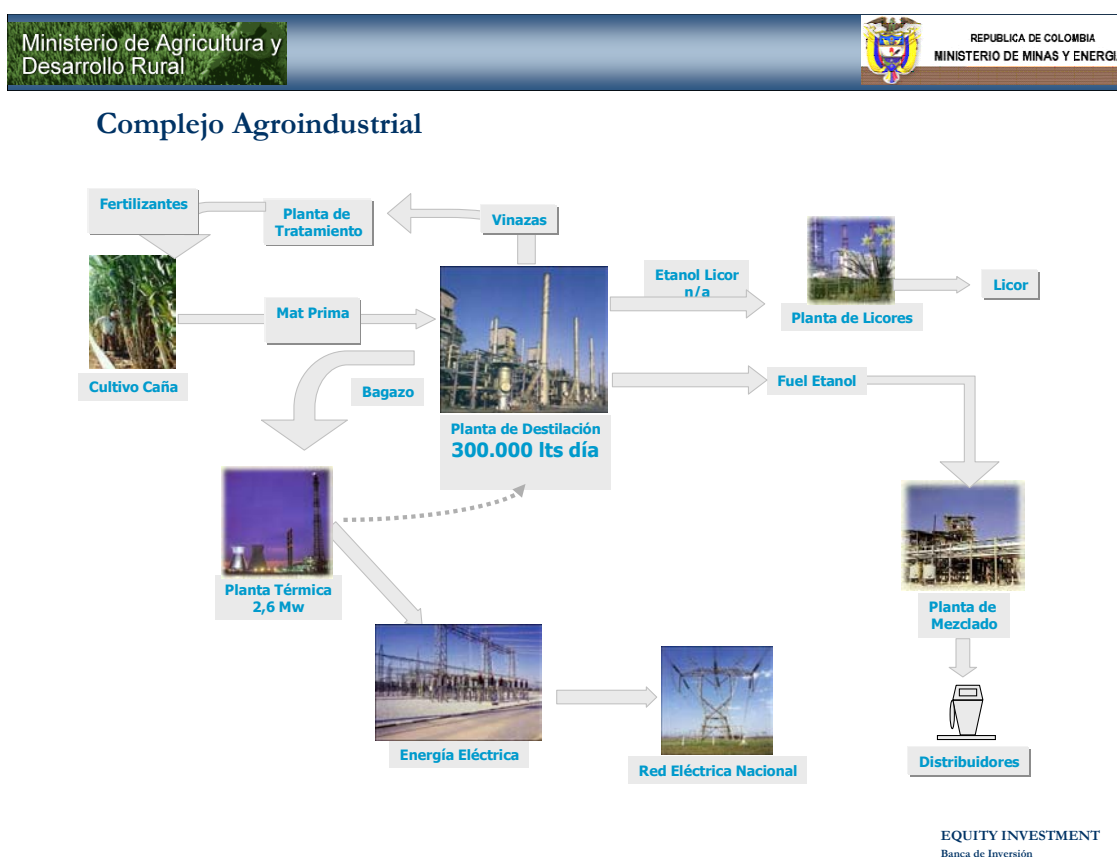 Ministerio de Agricultura y
Desarrollo Rural
REPUBLICA DE COLOMBIA
MINISTERIO DE MINAS Y ENERGI
Complejo Agroindustrial
Fertilizantes
Planta de
Tratamiento
Vinazas
Etanol Licor
n/a
Licor
Mat Prima
Planta de Licores
Cultivo Caña
Bagazo
Fuel Etanol
Planta de Destilación
300.000 lts día
Planta Térmica
2,6 Mw
Planta de
Mezclado
Energía Eléctrica
Red Eléctrica Nacional
Distribuidores
EQUITY INVESTMENT
Banca de Inversión